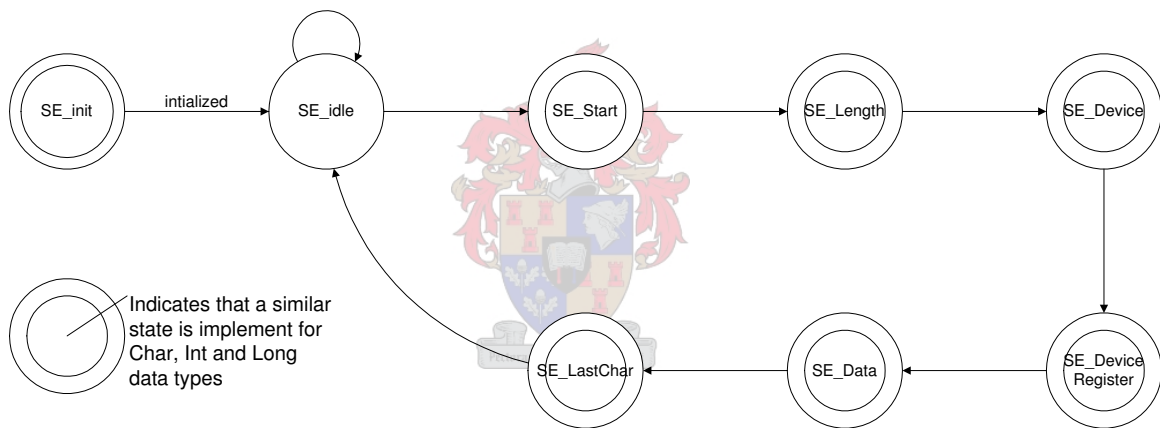 SE_init
intialized
SE_idle
SE_Start
SE_Length
SE_Device
Indicates that a similar
state is implement for
Char, Int and Long
data types
SE_LastChar
SE_Data
SE_Device
Register